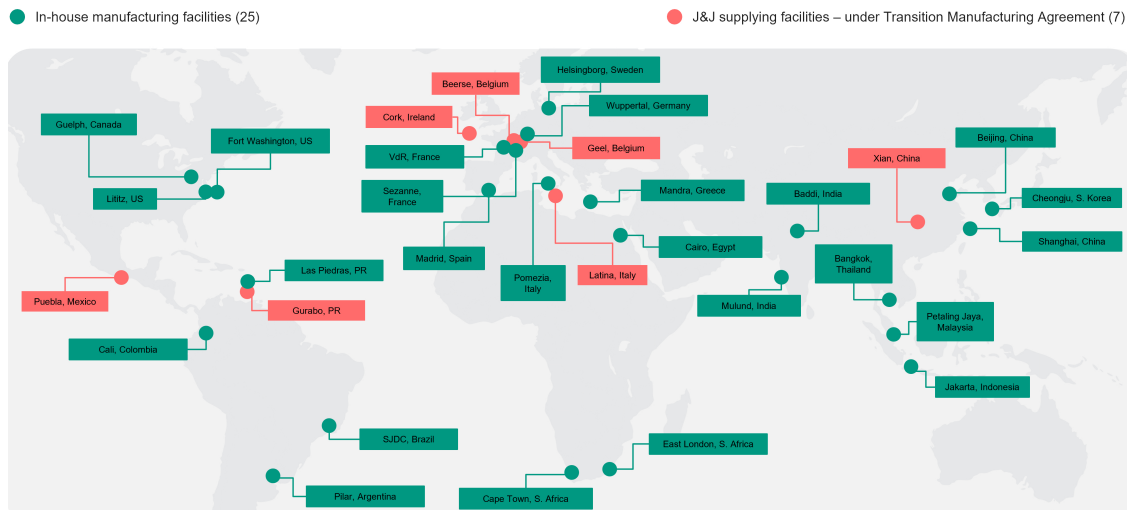 In-house manufacturing facilities (25)
J&J supplying facilities – under Transition Manufacturing Agreement (7)
Helsingborg, Sweden
Beerse, Belgium
Wuppertal, Germany
Cork, Ireland
Guelph, Canada
Fort Washington, US
Beijing, China
VdR, France
Geel, Belgium
Xian, China
Lititz, US
Sezanne,
France
Mandra, Greece
Baddi, India
Cheongju, S. Korea
Shanghai, China
Madrid, Spain
Cairo, Egypt
Bangkok,
Thailand
Las Piedras, PR
Pomezia,
Italy
Latina, Italy
Puebla, Mexico
Gurabo, PR
Mulund, India
Petaling Jaya,
Malaysia
Cali, Colombia
Jakarta, Indonesia
SJDC, Brazil
East London, S. Africa
Pilar, Argentina
Cape Town, S. Africa